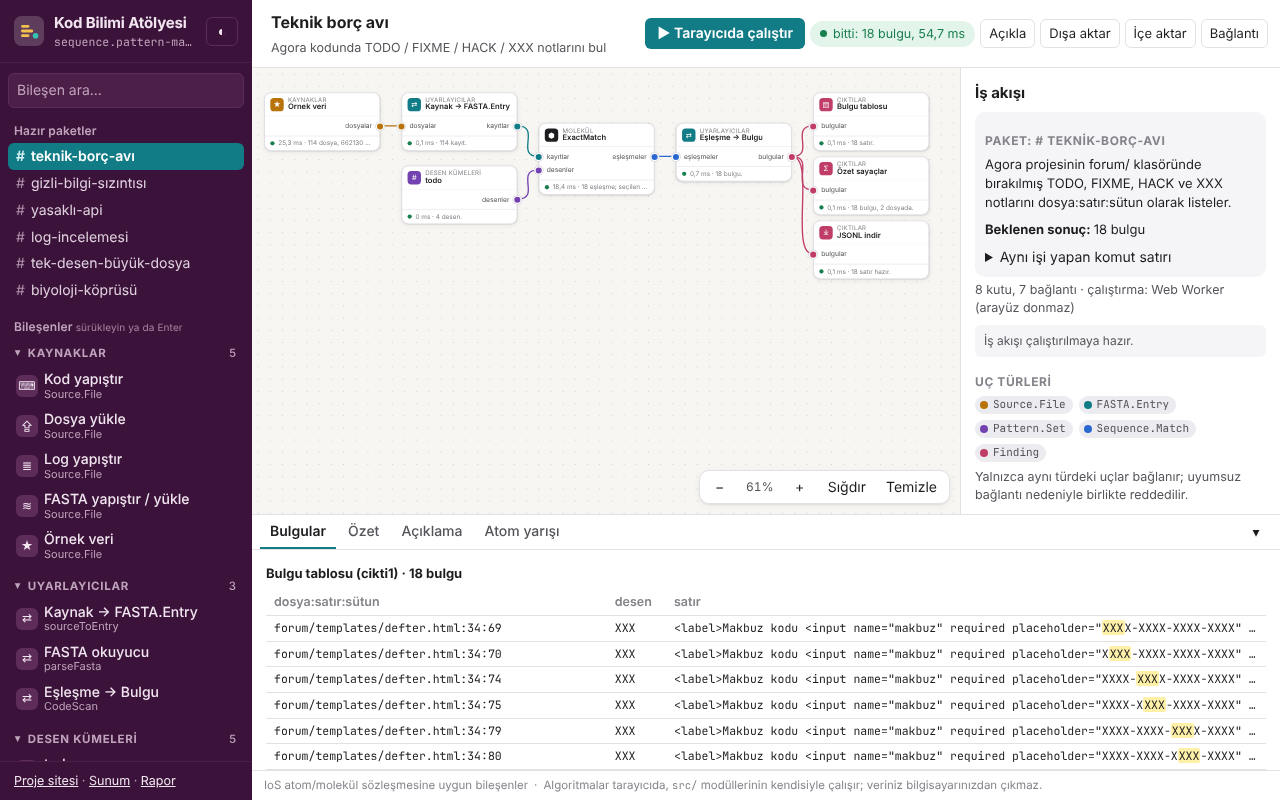 Kod Bilimi Atölyesi
sequence.pattern-ma…
Bileşen ara…
Hazır paketler
# teknik-borç-avı
# gizli-bilgi-sızıntısı
# yasaklı-api
# log-incelemesi
# tek-desen-büyük-dosya
# biyoloji-köprüsü
Bileşenler sürükleyin ya da Enter
▼ KAYNAKLAR 5
Kod yapıştır
Source.File
Dosya yükle
Source.File
Log yapıştır
Source.File
FASTA yapıştır / yükle
Source.File
Örnek veri
Source.File
▼ UYARLAYICILAR 3
Kaynak → FASTA.Entry
sourceToEntry
FASTA okuyucu
parseFasta
Eşleşme → Bulgu
CodeScan
▼ DESEN KÜMELERİ 5
Proje sitesi · Sunum · Rapor
Teknik borç avı
Agora kodunda TODO / FIXME / HACK / XXX notlarını bul
▶ Tarayıcıda çalıştır
bitti: 18 bulgu, 54,7 ms
Açıkla
Dışa aktar
İçe aktar
Bağlantı
KAYNAKLAR
Örnek veri
dosyalar
25,3 ms · 114 dosya, 662130 …
UYARLAYICILAR
Kaynak → FASTA.Entry
dosyalar kayıtlar
0,1 ms · 114 kayıt.
DESEN KÜMELERİ
todo
desenler
0 ms · 4 desen.
MOLEKÜL
ExactMatch
kayıtlar eşleşmeler
desenler
18,4 ms · 18 eşleşme; seçilen …
UYARLAYICILAR
Eşleşme → Bulgu
eşleşmeler bulgular
0,7 ms · 18 bulgu.
ÇIKTILAR
Bulgu tablosu
bulgular
0,1 ms · 18 satır.
ÇIKTILAR
Özet sayaçlar
bulgular
0,1 ms · 18 bulgu, 2 dosyada.
ÇIKTILAR
JSONL indir
bulgular
0,1 ms · 18 satır hazır.
− 61% + Sığdır Temizle
İş akışı
PAKET: # TEKNİK-BORÇ-AVI
Agora projesinin forum/ klasöründe
bırakılmış TODO, FIXME, HACK ve XXX
notlarını dosya:satır:sütun olarak listeler.
Beklenen sonuç: 18 bulgu
▶ Aynı işi yapan komut satırı
8 kutu, 7 bağlantı · çalıştırma: Web Worker
(arayüz donmaz)
İş akışı çalıştırılmaya hazır.
UÇ TÜRLERİ
Source.File FASTA.Entry
Pattern.Set Sequence.Match
Finding
Yalnızca aynı türdeki uçlar bağlanır; uyumsuz
bağlantı nedeniyle birlikte reddedilir.
Bulgular Özet Açıklama Atom yarışı ▼
Bulgu tablosu (cikti1) · 18 bulgu
dosya:satır:sütun desen satır
forum/templates/defter.html:34:69 XXX <label>Makbuz kodu <input name="makbuz" required placeholder="XXXX-XXXX-XXXX-XXXX" …
forum/templates/defter.html:34:70 XXX <label>Makbuz kodu <input name="makbuz" required placeholder="XXXX-XXXX-XXXX-XXXX" …
forum/templates/defter.html:34:74 XXX <label>Makbuz kodu <input name="makbuz" required placeholder="XXXX-XXXX-XXXX-XXXX" …
forum/templates/defter.html:34:75 XXX <label>Makbuz kodu <input name="makbuz" required placeholder="XXXX-XXXX-XXXX-XXXX" …
forum/templates/defter.html:34:79 XXX <label>Makbuz kodu <input name="makbuz" required placeholder="XXXX-XXXX-XXXX-XXXX" …
forum/templates/defter.html:34:80 XXX <label>Makbuz kodu <input name="makbuz" required placeholder="XXXX-XXXX-XXXX-XXXX" …
IoS atom/molekül sözleşmesine uygun bileşenler · Algoritmalar tarayıcıda, src/ modüllerinin kendisiyle çalışır; veriniz bilgisayarınızdan çıkmaz.